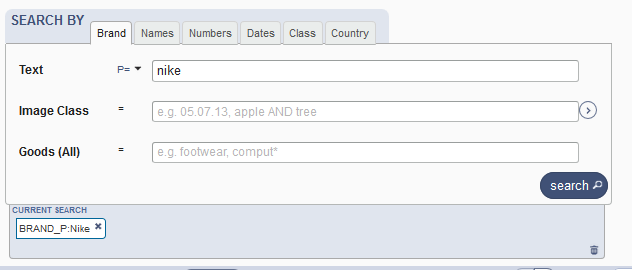 SEARCH BY
Brand Names Numbers Dates Class Country
Text P= nike
Image Class = e.g. 05.07.13, apple AND tree
Goods (All) = e.g. footwear, comput*
search
CURRENT SEARCH
BRAND_P:Nike ×